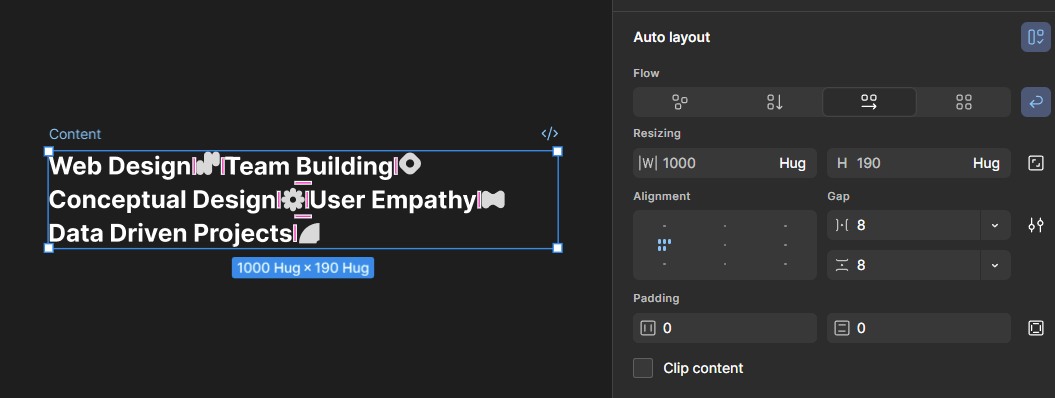 Content
</>
Web Design Team Building
Conceptual Design User Empathy
Data Driven Projects
1000 Hug × 190 Hug
Auto layout
Flow
Resizing
|W| 1000 Hug H 190 Hug
Alignment Gap
8
8
Padding
0 0
Clip content